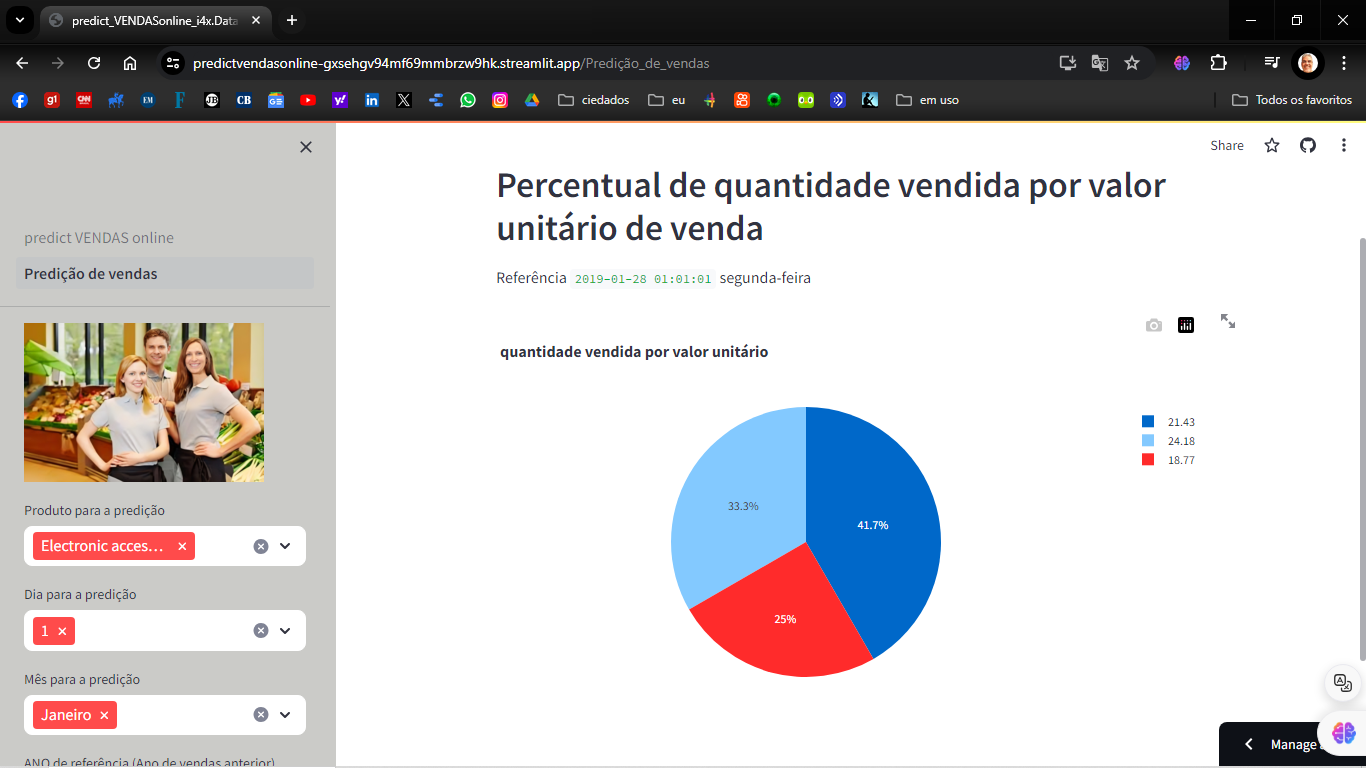 predict_VENDASonline_i4x.Data
predictvendasonline-gxsehgv94mf69mmbrzw9hk.streamlit.app/Predição_de_vendas
g1
CNN
EM
F
JB
CB
ciedados
eu
em uso
Todos os favoritos
Share
predict VENDAS online
Predição de vendas
Produto para a predição
Electronic acces...
Dia para a predição
1
Mês para a predição
Janeiro
ANO de referência (Ano de vendas anterior)
Percentual de quantidade vendida por valor
unitário de venda
Referência 2019-01-28 01:01:01 segunda-feira
quantidade vendida por valor unitário
21.43
24.18
18.77
33.3%
41.7%
25%
Manage